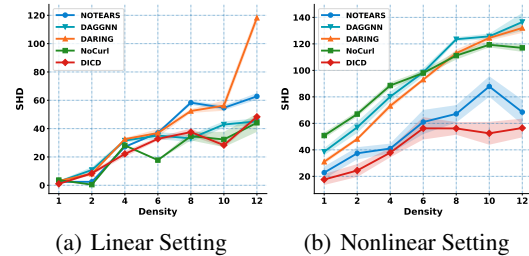 120
100
80
60
40
20
0
SHD
NOTEARS
DAGGNN
DARING
NoCurl
DICD
1 2 4 6 8 10 12
Density
(a) Linear Setting
140
120
100
80
60
40
20
SHD
NOTEARS
DAGGNN
DARING
NoCurl
DICD
1 2 4 6 8 10 12
Density
(b) Nonlinear Setting